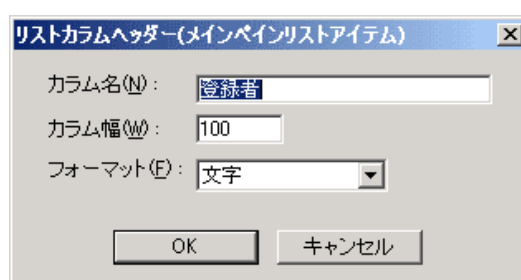 リストカラムヘッダー(メインペインリストアイテム)
カラム名(N)： 登録者
カラム幅(W)： 100
フォーマット(F)： 文字
OK キャンセル